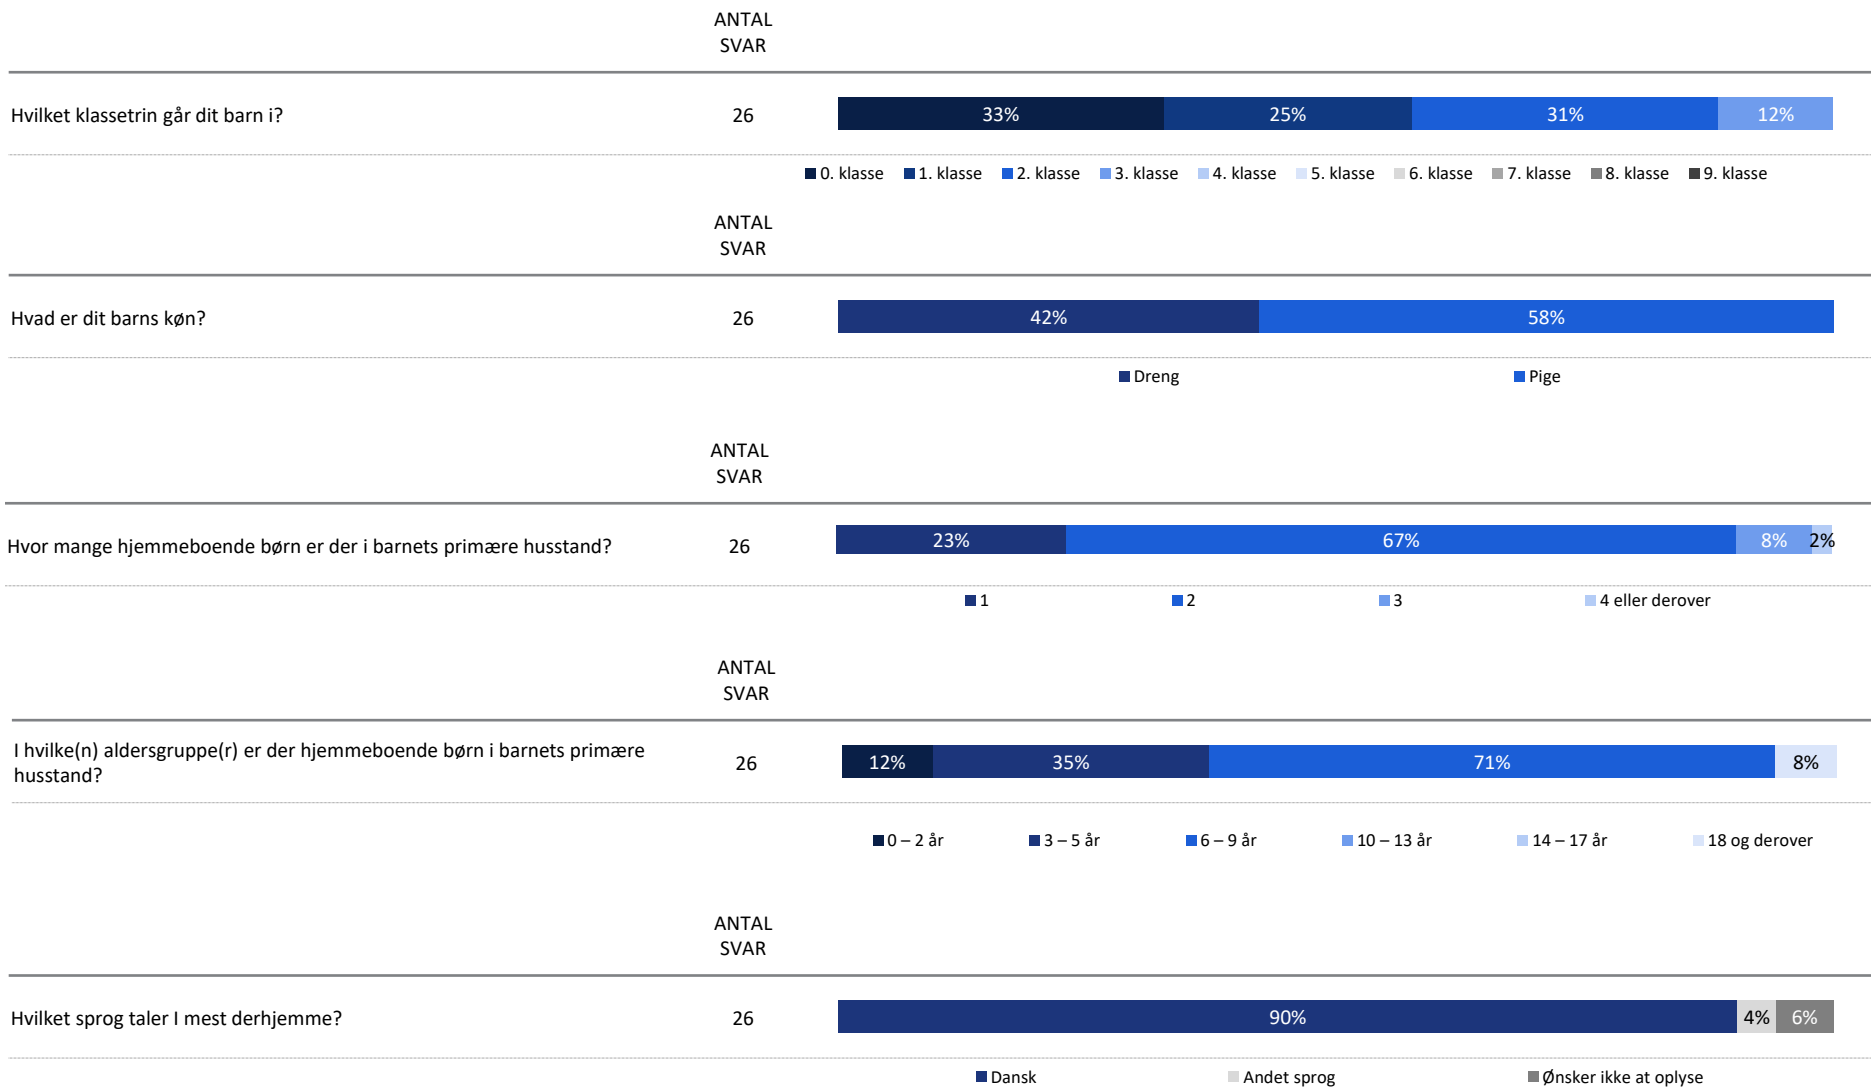 ANTAL
SVAR
Hvilket klassetrin går dit barn i? 26 33% 25% 31% 12%
0. klasse 1. klasse 2. klasse 3. klasse 4. klasse 5. klasse 6. klasse 7. klasse 8. klasse 9. klasse
ANTAL
SVAR
Hvad er dit barns køn? 26 42% 58%
Dreng Pige
ANTAL
SVAR
Hvor mange hjemmeboende børn er der i barnets primære husstand? 26 23% 67% 8% 2%
1 2 3 4 eller derover
ANTAL
SVAR
I hvilke(n) aldersgruppe(r) er der hjemmeboende børn i barnets primære
husstand?
26 12% 35% 71% 8%
0 – 2 år 3 – 5 år 6 – 9 år 10 – 13 år 14 – 17 år 18 og derover
ANTAL
SVAR
Hvilket sprog taler I mest derhjemme? 26 90% 4% 6%
Dansk Andet sprog Ønsker ikke at oplyse